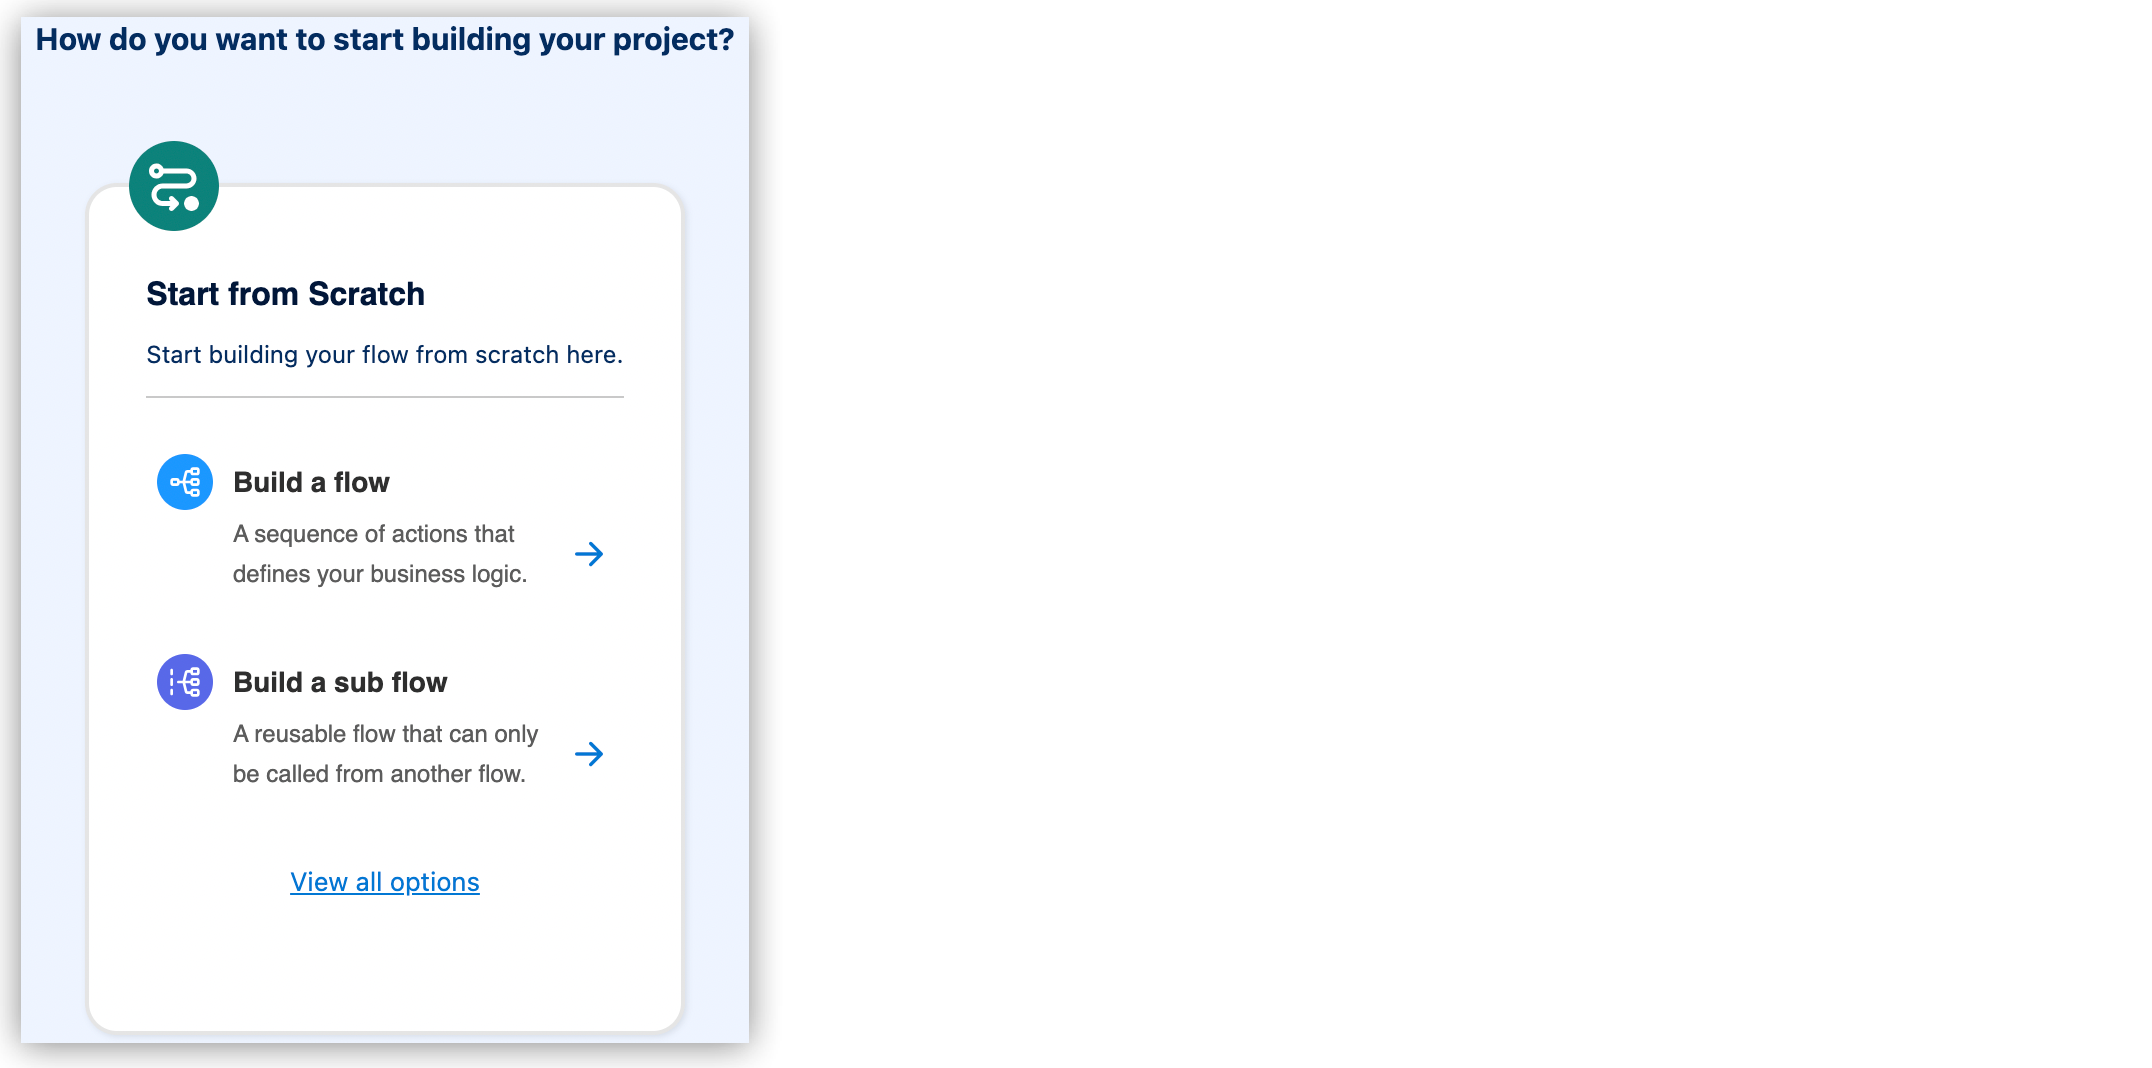 How do you want to start building your project?
Start from Scratch
Start building your flow from scratch here.
Build a flow
A sequence of actions that
defines your business logic.
Build a sub flow
A reusable flow that can only
be called from another flow.
View all options